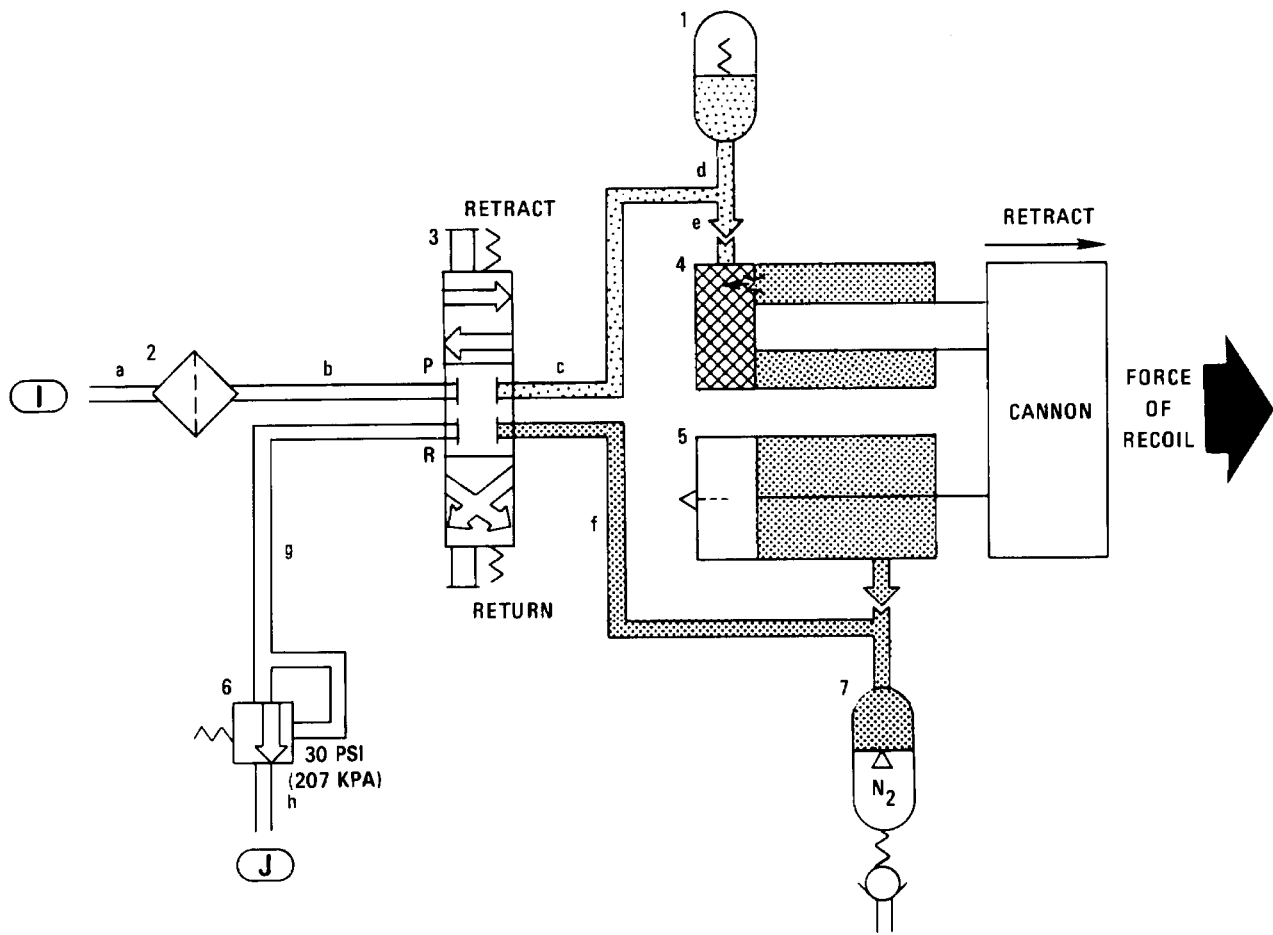 1
d
RETRACT
3
e
RETRACT
4
2
a
b
P
c
I
CANNON
FORCE
OF
RECOIL
R
5
f
g
RETURN
6
7
30 PSI
(207 KPA)
h
N2
J